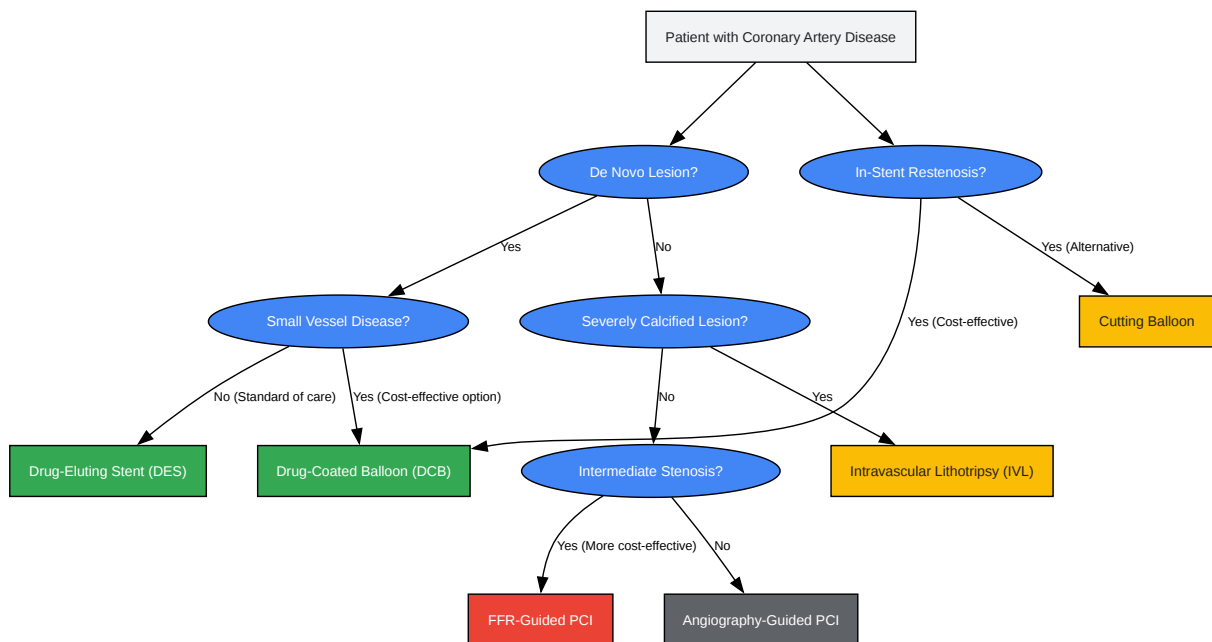 Patient with Coronary Artery Disease
De Novo Lesion?
In-Stent Restenosis?
Yes
No
Yes (Alternative)
Small Vessel Disease?
Severely Calcified Lesion?
Yes (Cost-effective)
Cutting Balloon
No (Standard of care)
Yes (Cost-effective option)
No
Yes
Drug-Eluting Stent (DES)
Drug-Coated Balloon (DCB)
Intermediate Stenosis?
Intravascular Lithotripsy (IVL)
Yes (More cost-effective)
No
FFR-Guided PCI
Angiography-Guided PCI